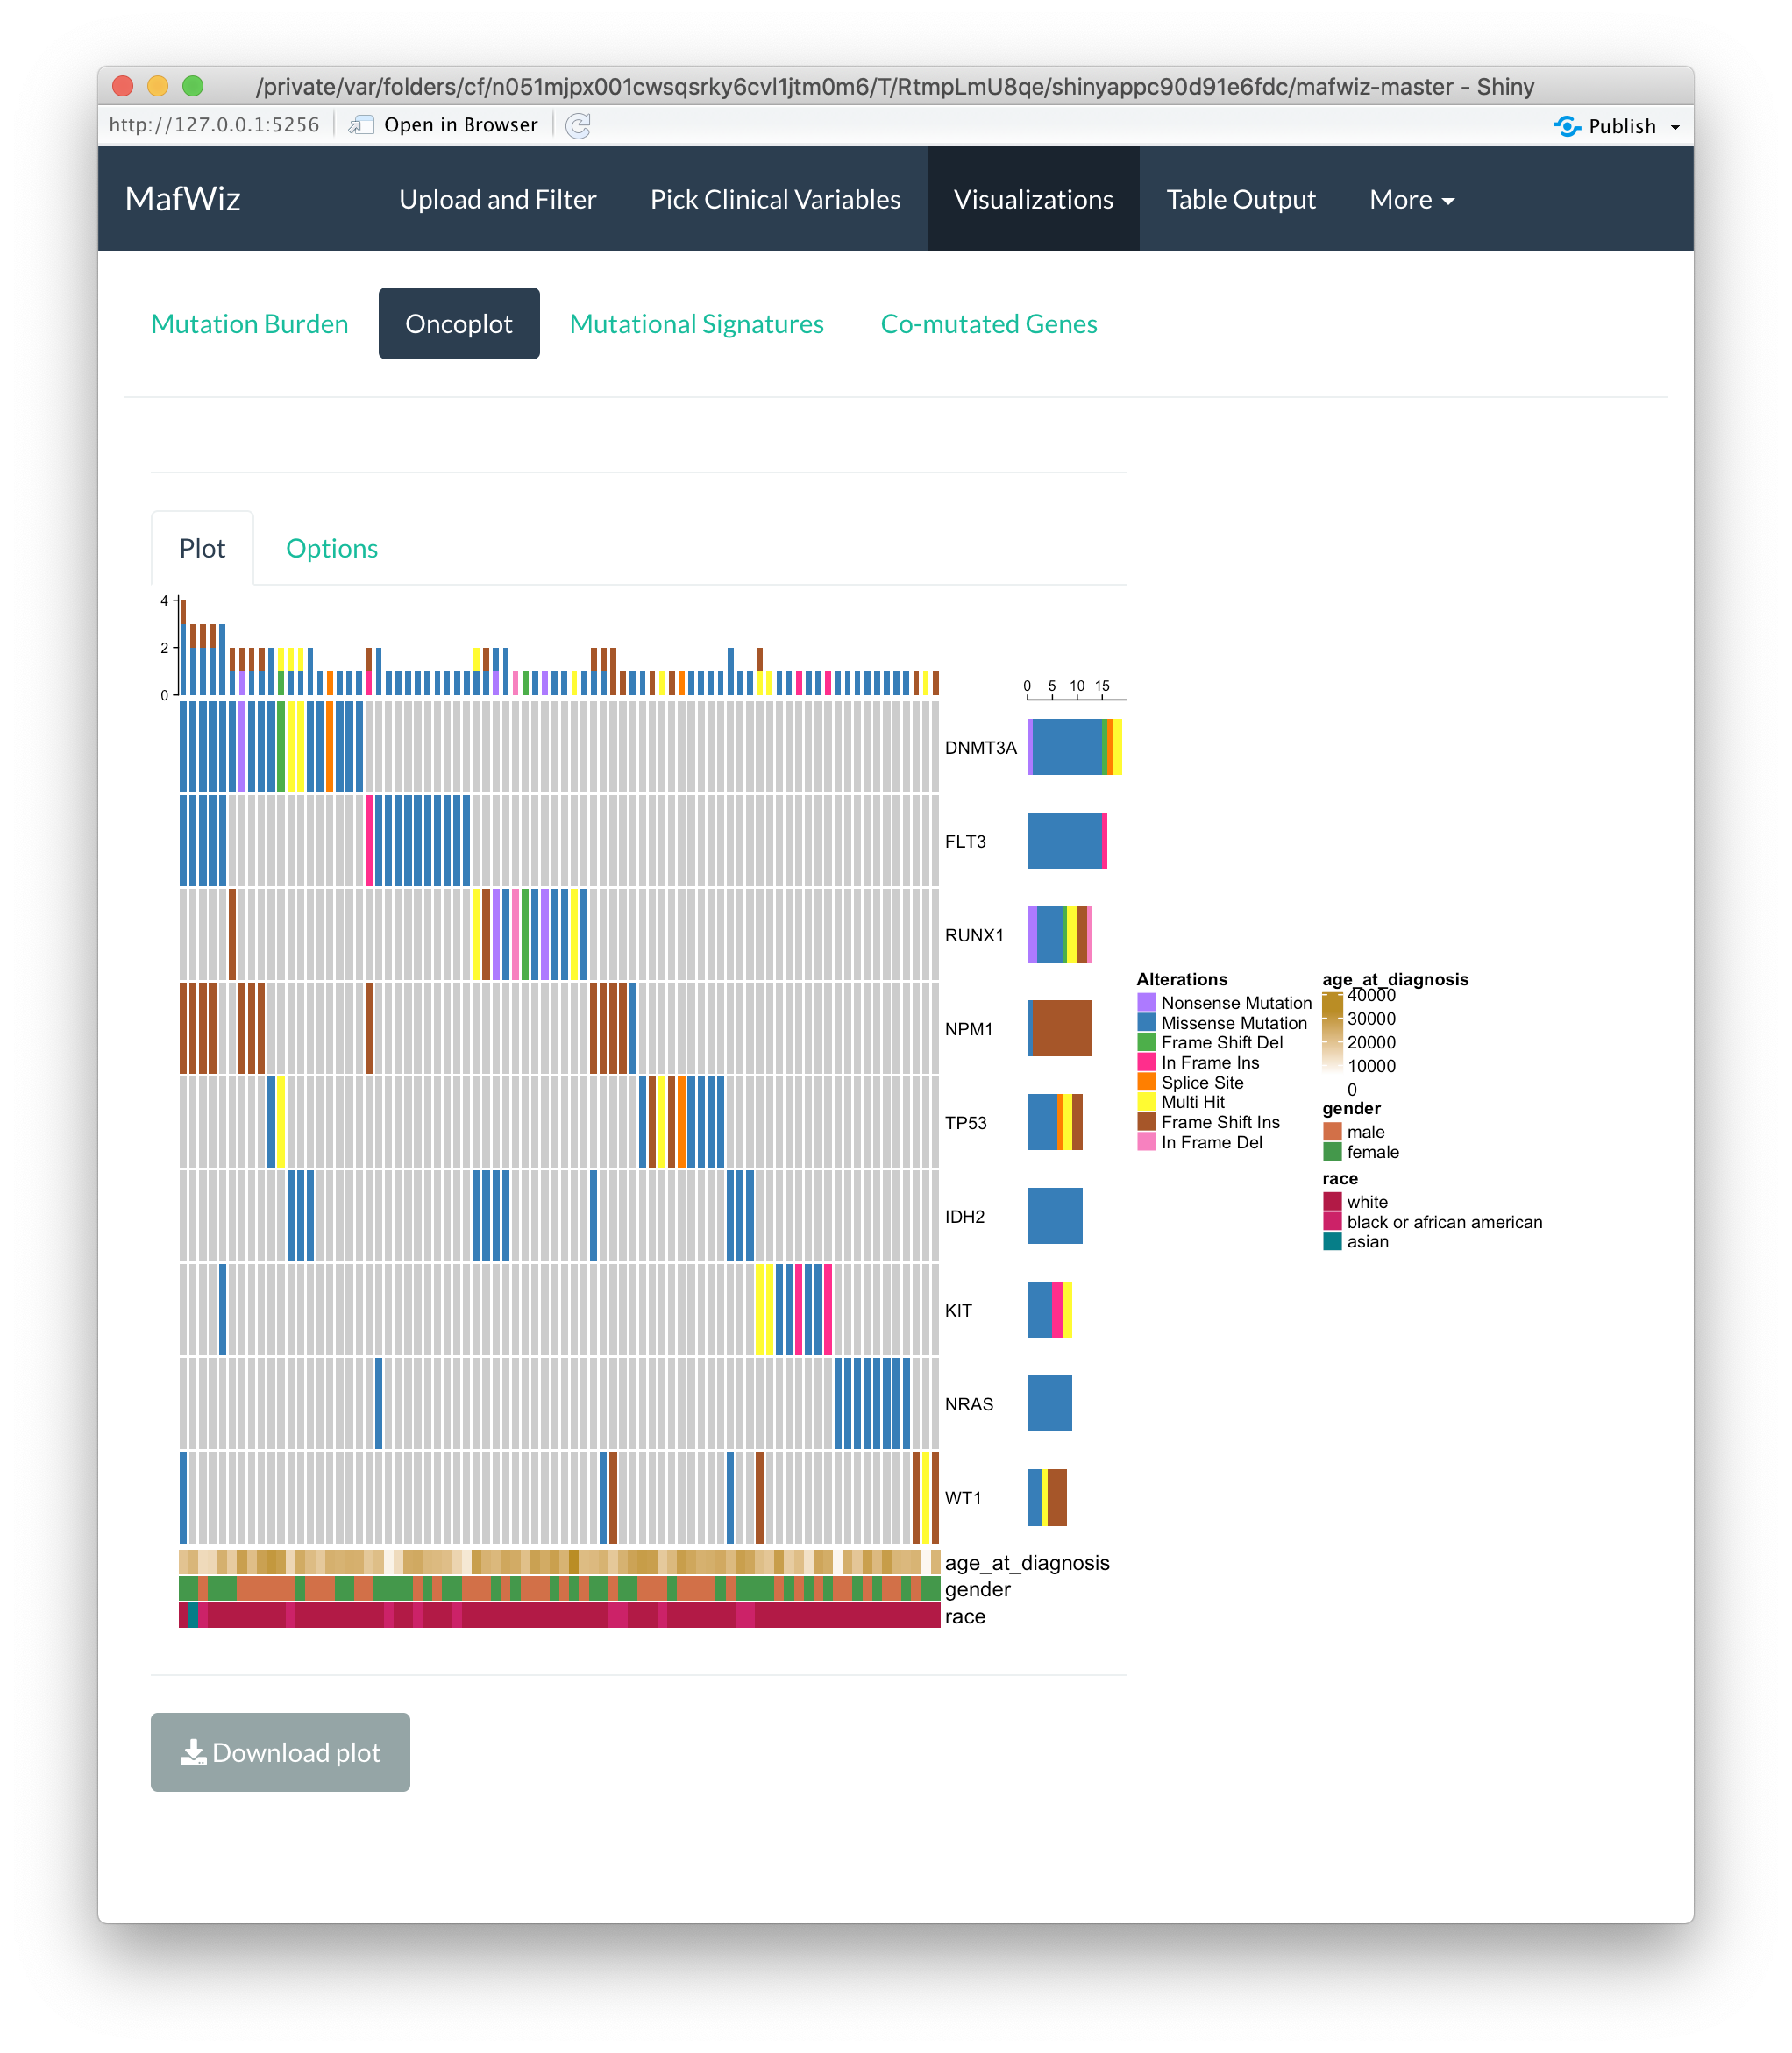 /private/var/folders/cf/n051mjpx001cwsqsrky6cvl1jtm0m6/T/RtmpLmU8qe/shinyappc90d91e6fdc/mafwiz-master - Shiny
http://127.0.0.1:5256 Open in Browser Publish
MafWiz Upload and Filter Pick Clinical Variables Visualizations Table Output More
Mutation Burden Oncoplot Mutational Signatures Co-mutated Genes
Plot Options
4
2
0
0 5 10 15
DNMT3A
FLT3
RUNX1
NPM1
TP53
IDH2
KIT
NRAS
WT1
age_at_diagnosis
gender
race
Alterations
Nonsense Mutation
Missense Mutation
Frame Shift Del
In Frame Ins
Splice Site
Multi Hit
Frame Shift Ins
In Frame Del
age_at_diagnosis
40000
30000
20000
10000
0
gender
male
female
race
white
black or african american
asian
Download plot